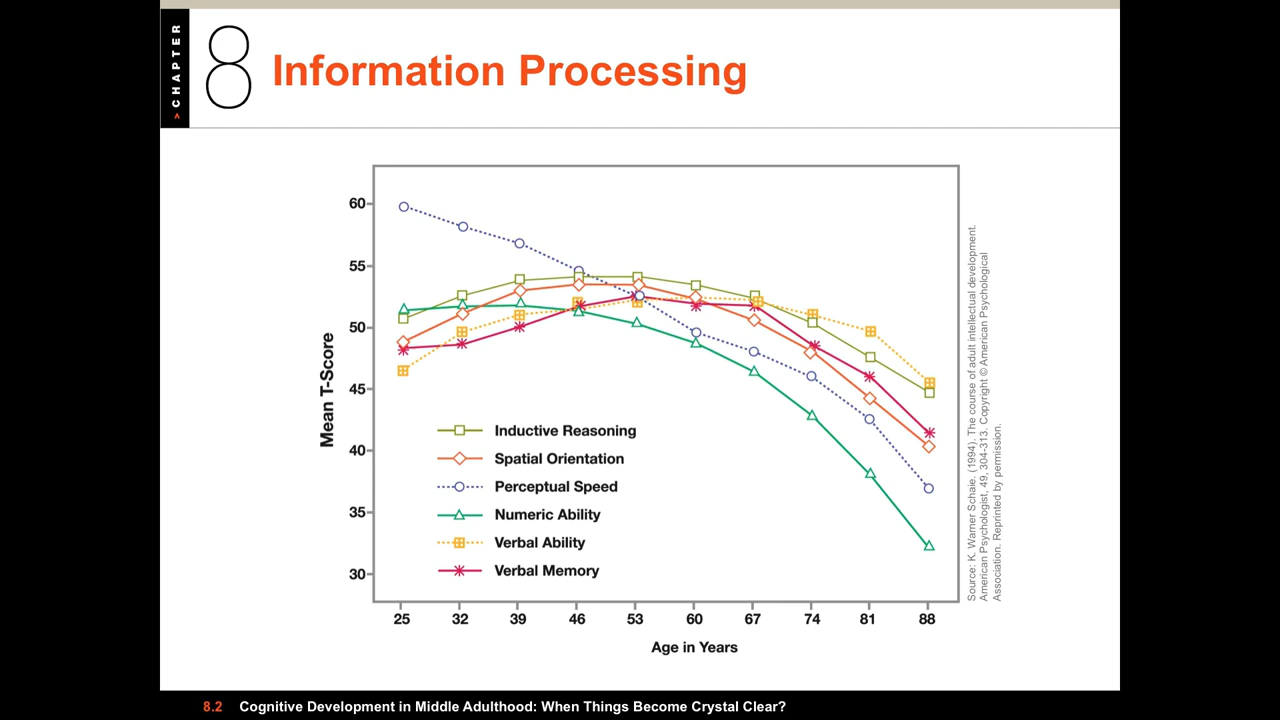 > CHAPTER
8
Information Processing
60
55
50
45
40
35
30
Mean T-Score
Inductive Reasoning
Spatial Orientation
Perceptual Speed
Numeric Ability
Verbal Ability
Verbal Memory
25 32 39 46 53 60 67 74 81 88
Age in Years
Source: K. Warner Schaie. (1994). The course of adult intellectual development.
American Psychologist, 49, 304-313. Copyright © American Psychological
Association. Reprinted by permission.
8.2 Cognitive Development in Middle Adulthood: When Things Become Crystal Clear?